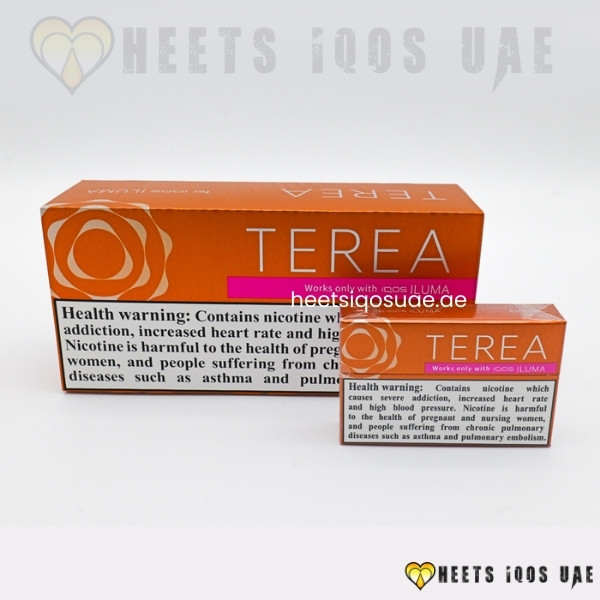 HEETS iQOS UAE
for IQOS ILUMA
TEREA
TEREA
Works only with IQOS ILUMA
heetsiqosuae.ae
Health warning: Contains nicotine wh
addiction, increased heart rate and hig
Nicotine is harmful to the health of preg
women, and people suffering from ch
diseases such as asthma and pulmo
TEREA
Works only with IQOS ILUMA
Health warning: Contains nicotine which
causes severe addiction, increased heart rate
and high blood pressure. Nicotine is harmful
to the health of pregnant and nursing women,
and people suffering from chronic pulmonary
diseases such as asthma and pulmonary embolism.
HEETS iQOS UAE